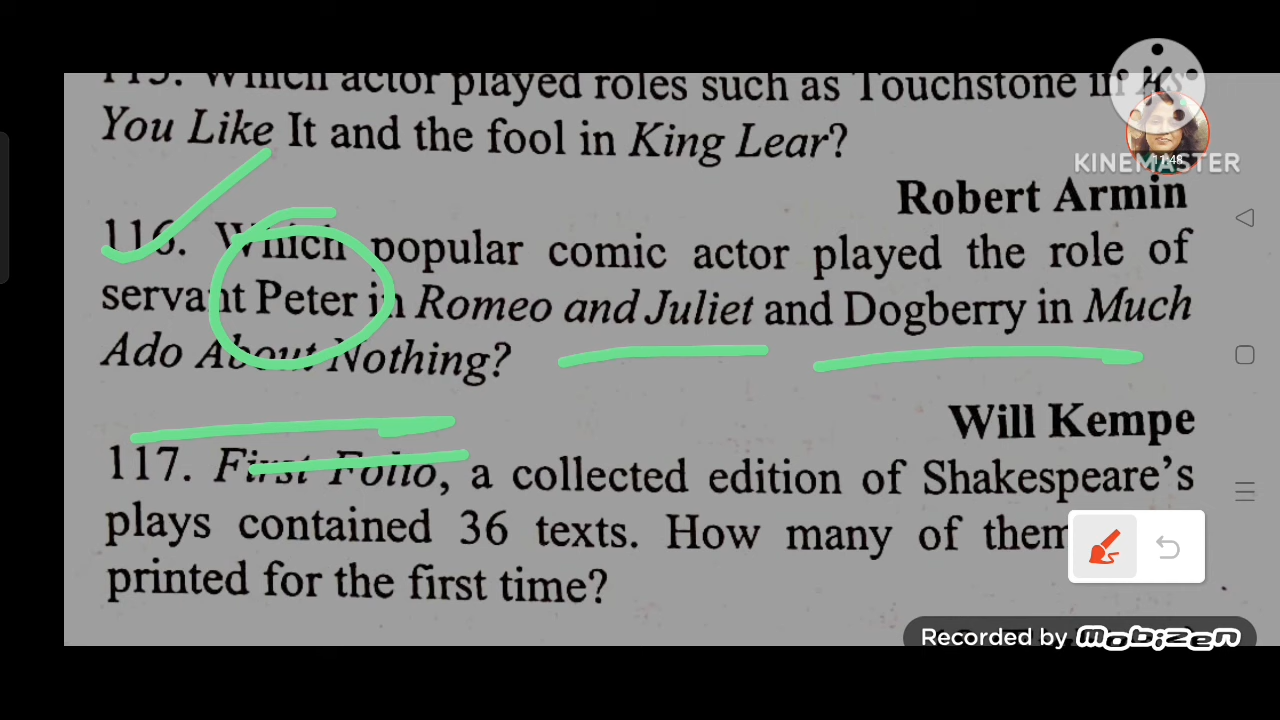 115. Which actor played roles such as Touchstone in As
You Like It and the fool in King Lear?
KINEMASTER
11:48
Robert Armin
116. Which popular comic actor played the role of
servant Peter in Romeo and Juliet and Dogberry in Much
Ado About Nothing?
Will Kempe
117. First Folio, a collected edition of Shakespeare's
plays contained 36 texts. How many of them
printed for the first time?
Recorded by mobizen